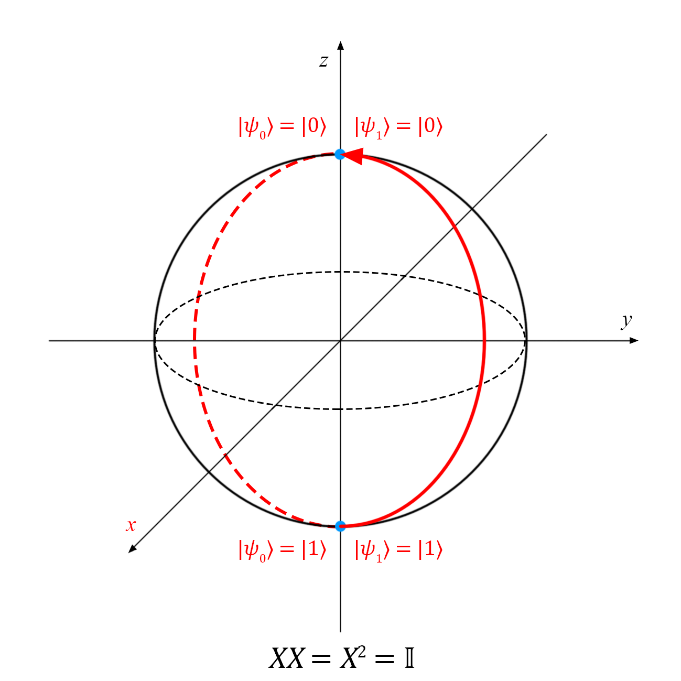 z
|ψ₀⟩ = |0⟩ |ψ₁⟩ = |0⟩
y
x
|ψ₀⟩ = |1⟩ |ψ₁⟩ = |1⟩
XX = X² = 𝕀